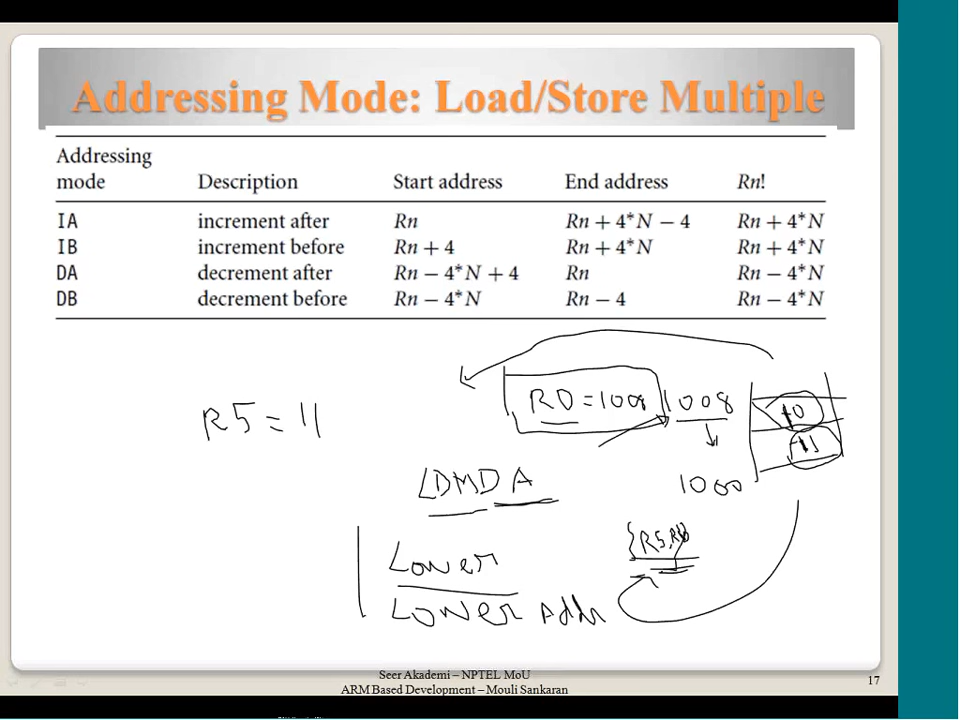 Addressing Mode: Load/Store Multiple
Addressing mode Description Start address End address Rn!
IA increment after Rn Rn + 4*N − 4 Rn + 4*N
IB increment before Rn + 4 Rn + 4*N Rn + 4*N
DA decrement after Rn − 4*N + 4 Rn Rn − 4*N
DB decrement before Rn − 4*N Rn − 4 Rn − 4*N
R0 = 1008 1008 10
R5 = 11
11
LDMDA 1000
Lower
Lower Addr
Seer Akademi – NPTEL MoU
ARM Based Development – Mouli Sankaran
17